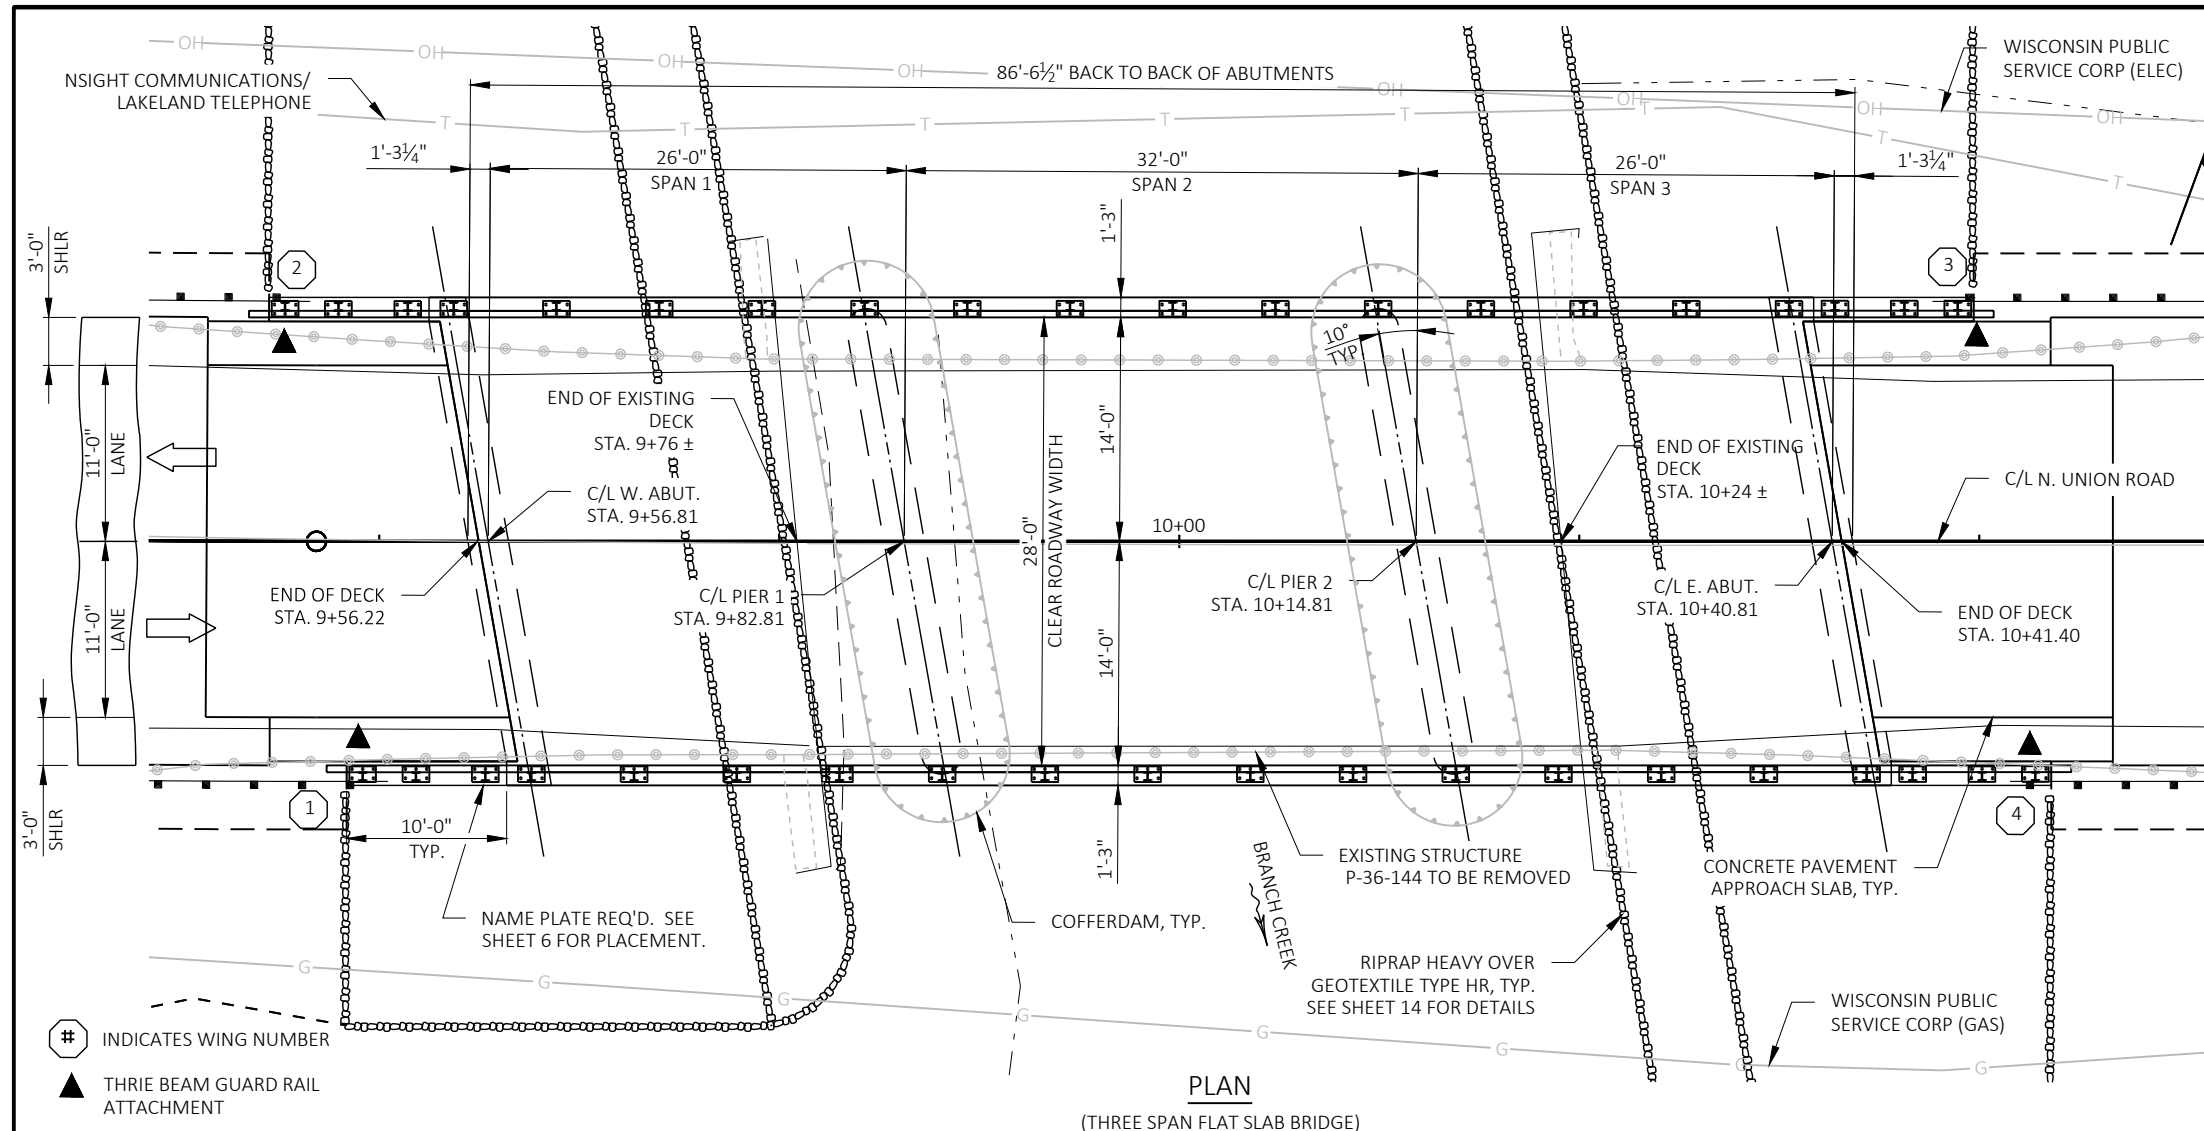 OH OH OH OH OH OH OH OH
NSIGHT COMMUNICATIONS/
LAKELAND TELEPHONE
86'-6½" BACK TO BACK OF ABUTMENTS
WISCONSIN PUBLIC
SERVICE CORP (ELEC)
T T T T T T T T
1'-3¼"
26'-0"
SPAN 1
32'-0"
SPAN 2
26'-0"
SPAN 3
1'-3¼"
3'-0"
SHLR
2
1'-3"
3
10°
TYP.
11'-0"
LANE
END OF EXISTING
DECK
STA. 9+76 ±
C/L W. ABUT.
STA. 9+56.81
14'-0"
CLEAR ROADWAY WIDTH
28'-0"
10+00
END OF EXISTING
DECK
STA. 10+24 ±
C/L N. UNION ROAD
11'-0"
LANE
END OF DECK
STA. 9+56.22
C/L PIER 1
STA. 9+82.81
14'-0"
C/L PIER 2
STA. 10+14.81
C/L E. ABUT.
STA. 10+40.81
END OF DECK
STA. 10+41.40
3'-0"
SHLR
1
10'-0"
TYP.
1'-3"
4
NAME PLATE REQ'D. SEE
SHEET 6 FOR PLACEMENT.
COFFERDAM, TYP.
BRANCH CREEK
EXISTING STRUCTURE
P-36-144 TO BE REMOVED
CONCRETE PAVEMENT
APPROACH SLAB, TYP.
RIPRAP HEAVY OVER
GEOTEXTILE TYPE HR, TYP.
SEE SHEET 14 FOR DETAILS
WISCONSIN PUBLIC
SERVICE CORP (GAS)
G G G G G G G G
# INDICATES WING NUMBER
THRIE BEAM GUARD RAIL
ATTACHMENT
PLAN
(THREE SPAN FLAT SLAB BRIDGE)